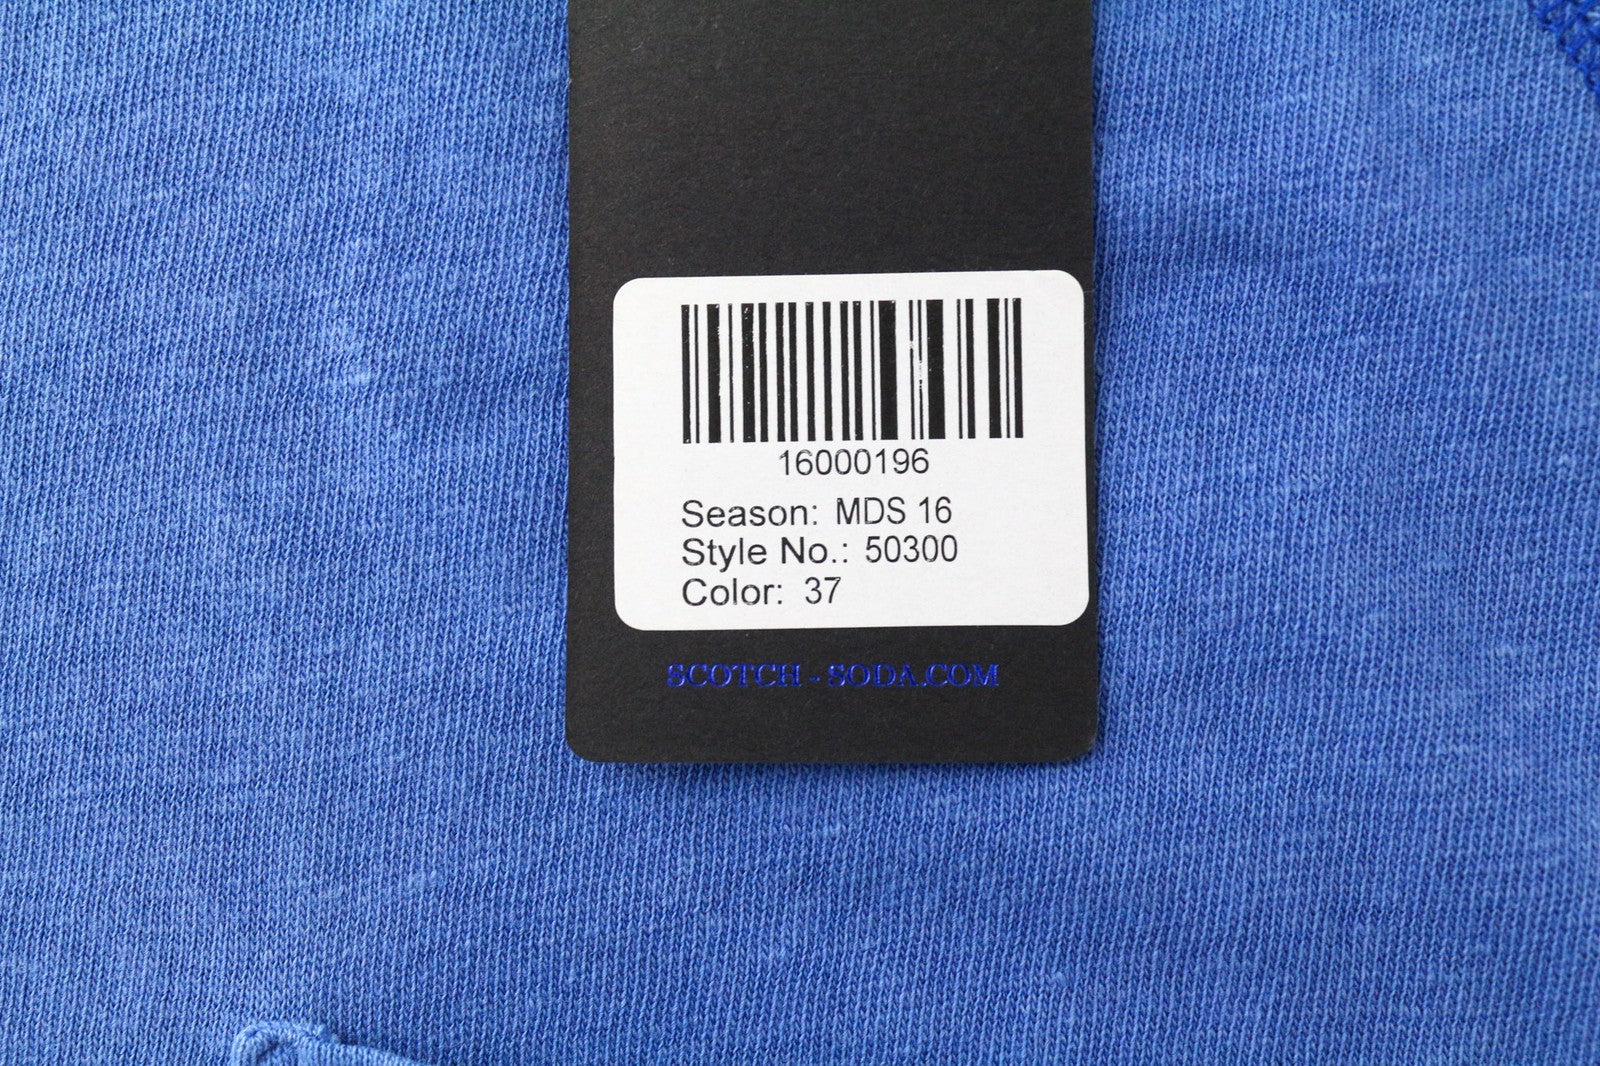 16000196
Season: MDS 16
Style No.: 50300
Color: 37
SCOTCH - SODA.COM